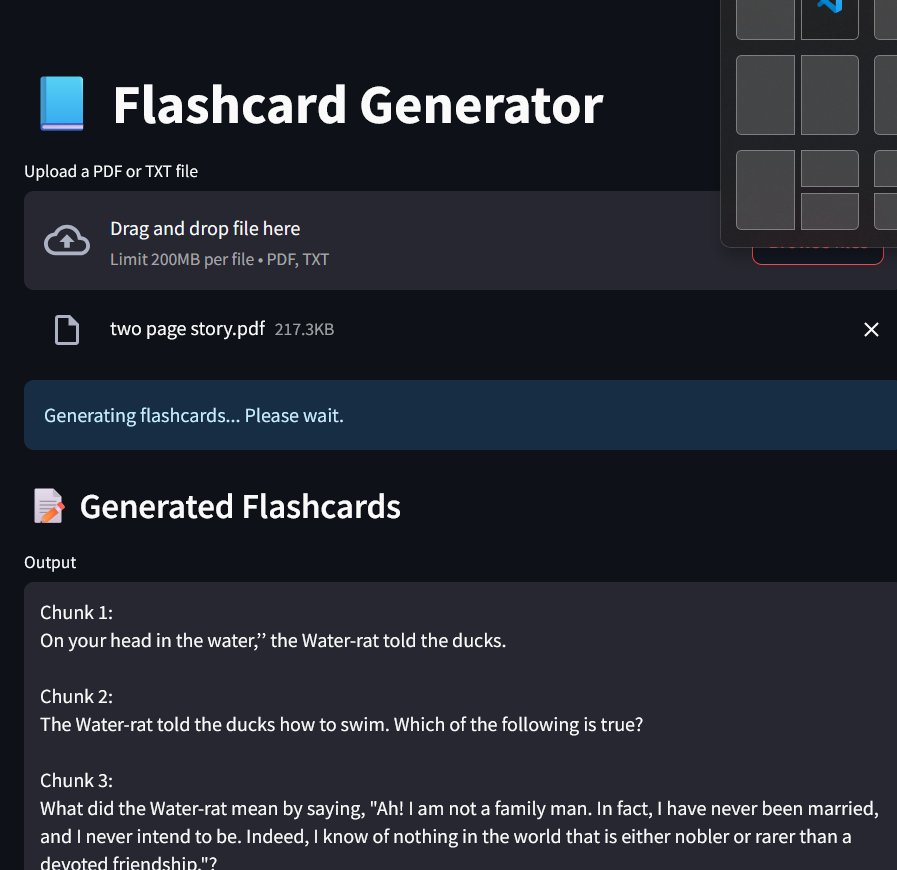 Flashcard Generator
Upload a PDF or TXT file
Drag and drop file here
Limit 200MB per file • PDF, TXT
two page story.pdf 217.3KB
Generating flashcards... Please wait.
Generated Flashcards
Output
Chunk 1:
On your head in the water,’’ the Water-rat told the ducks.
Chunk 2:
The Water-rat told the ducks how to swim. Which of the following is true?
Chunk 3:
What did the Water-rat mean by saying, "Ah! I am not a family man. In fact, I have never been married,
and I never intend to be. Indeed, I know of nothing in the world that is either nobler or rarer than a
devoted friendship."?